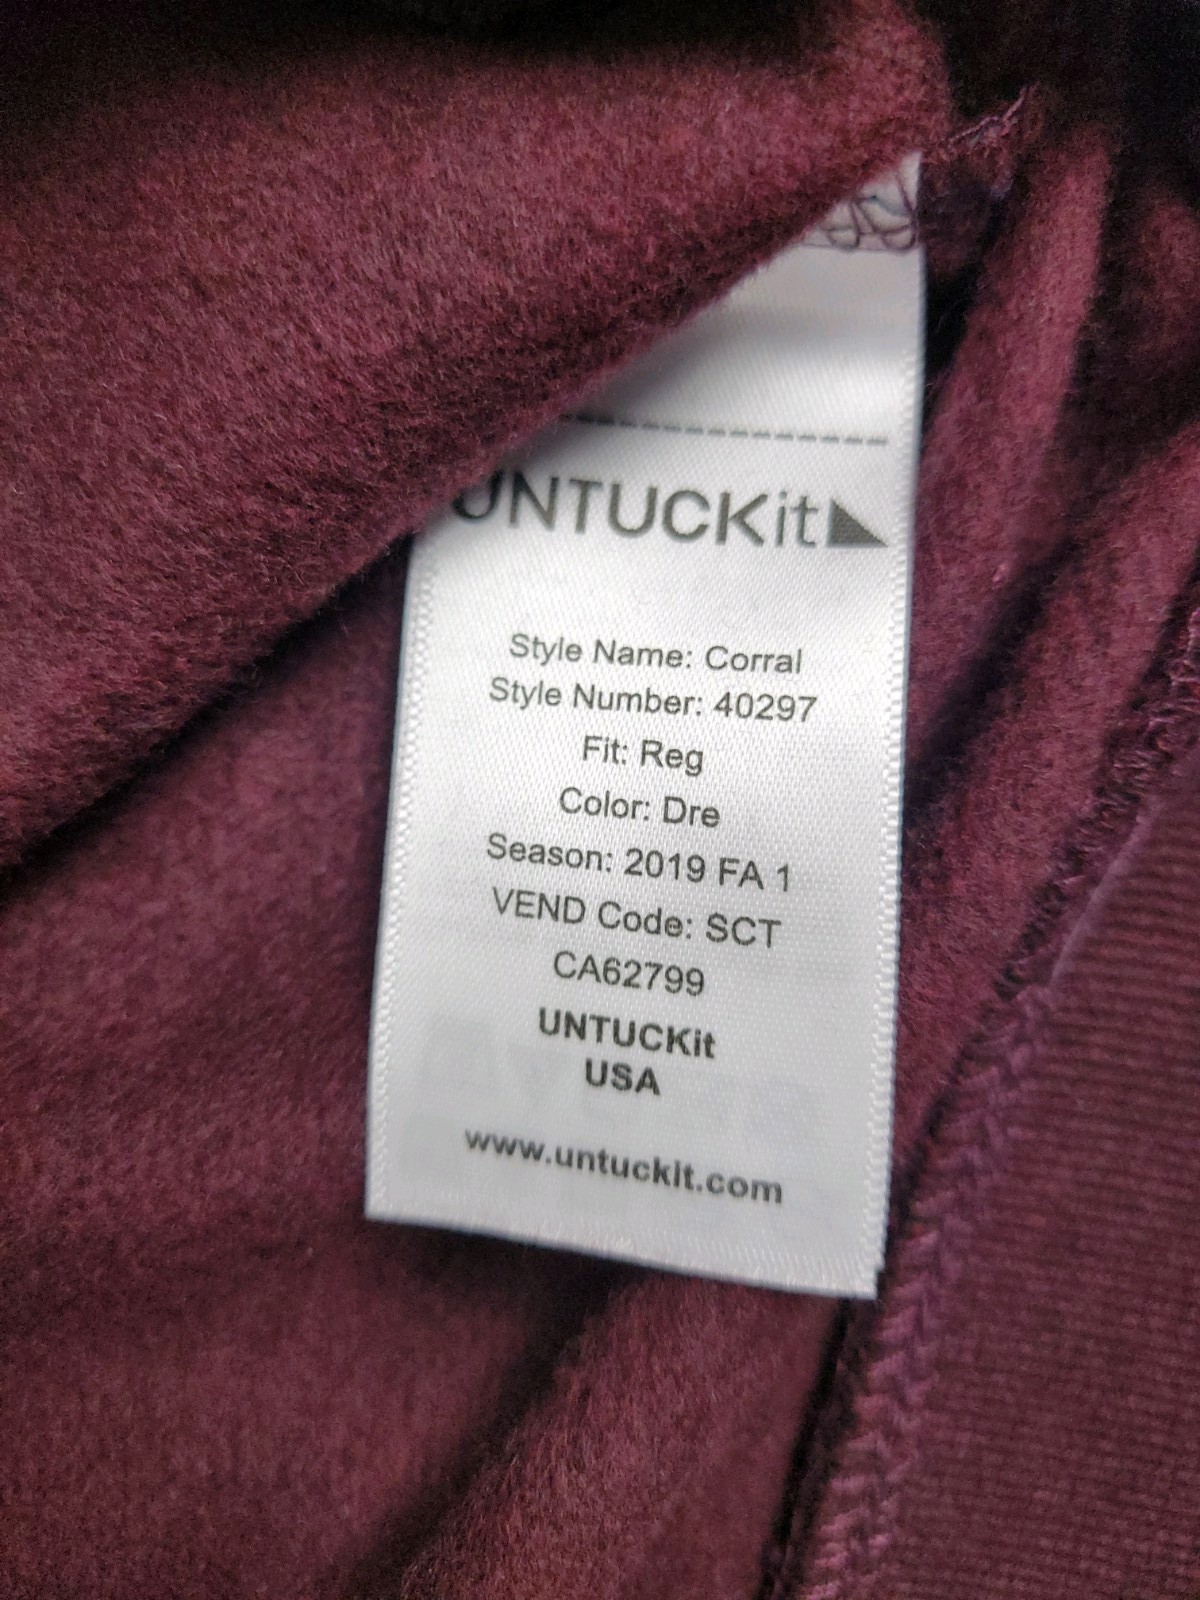 UNTUCKit
Style Name: Corral
Style Number: 40297
Fit: Reg
Color: Dre
Season: 2019 FA 1
VEND Code: SCT
CA62799
UNTUCKit
USA
www.untuckit.com